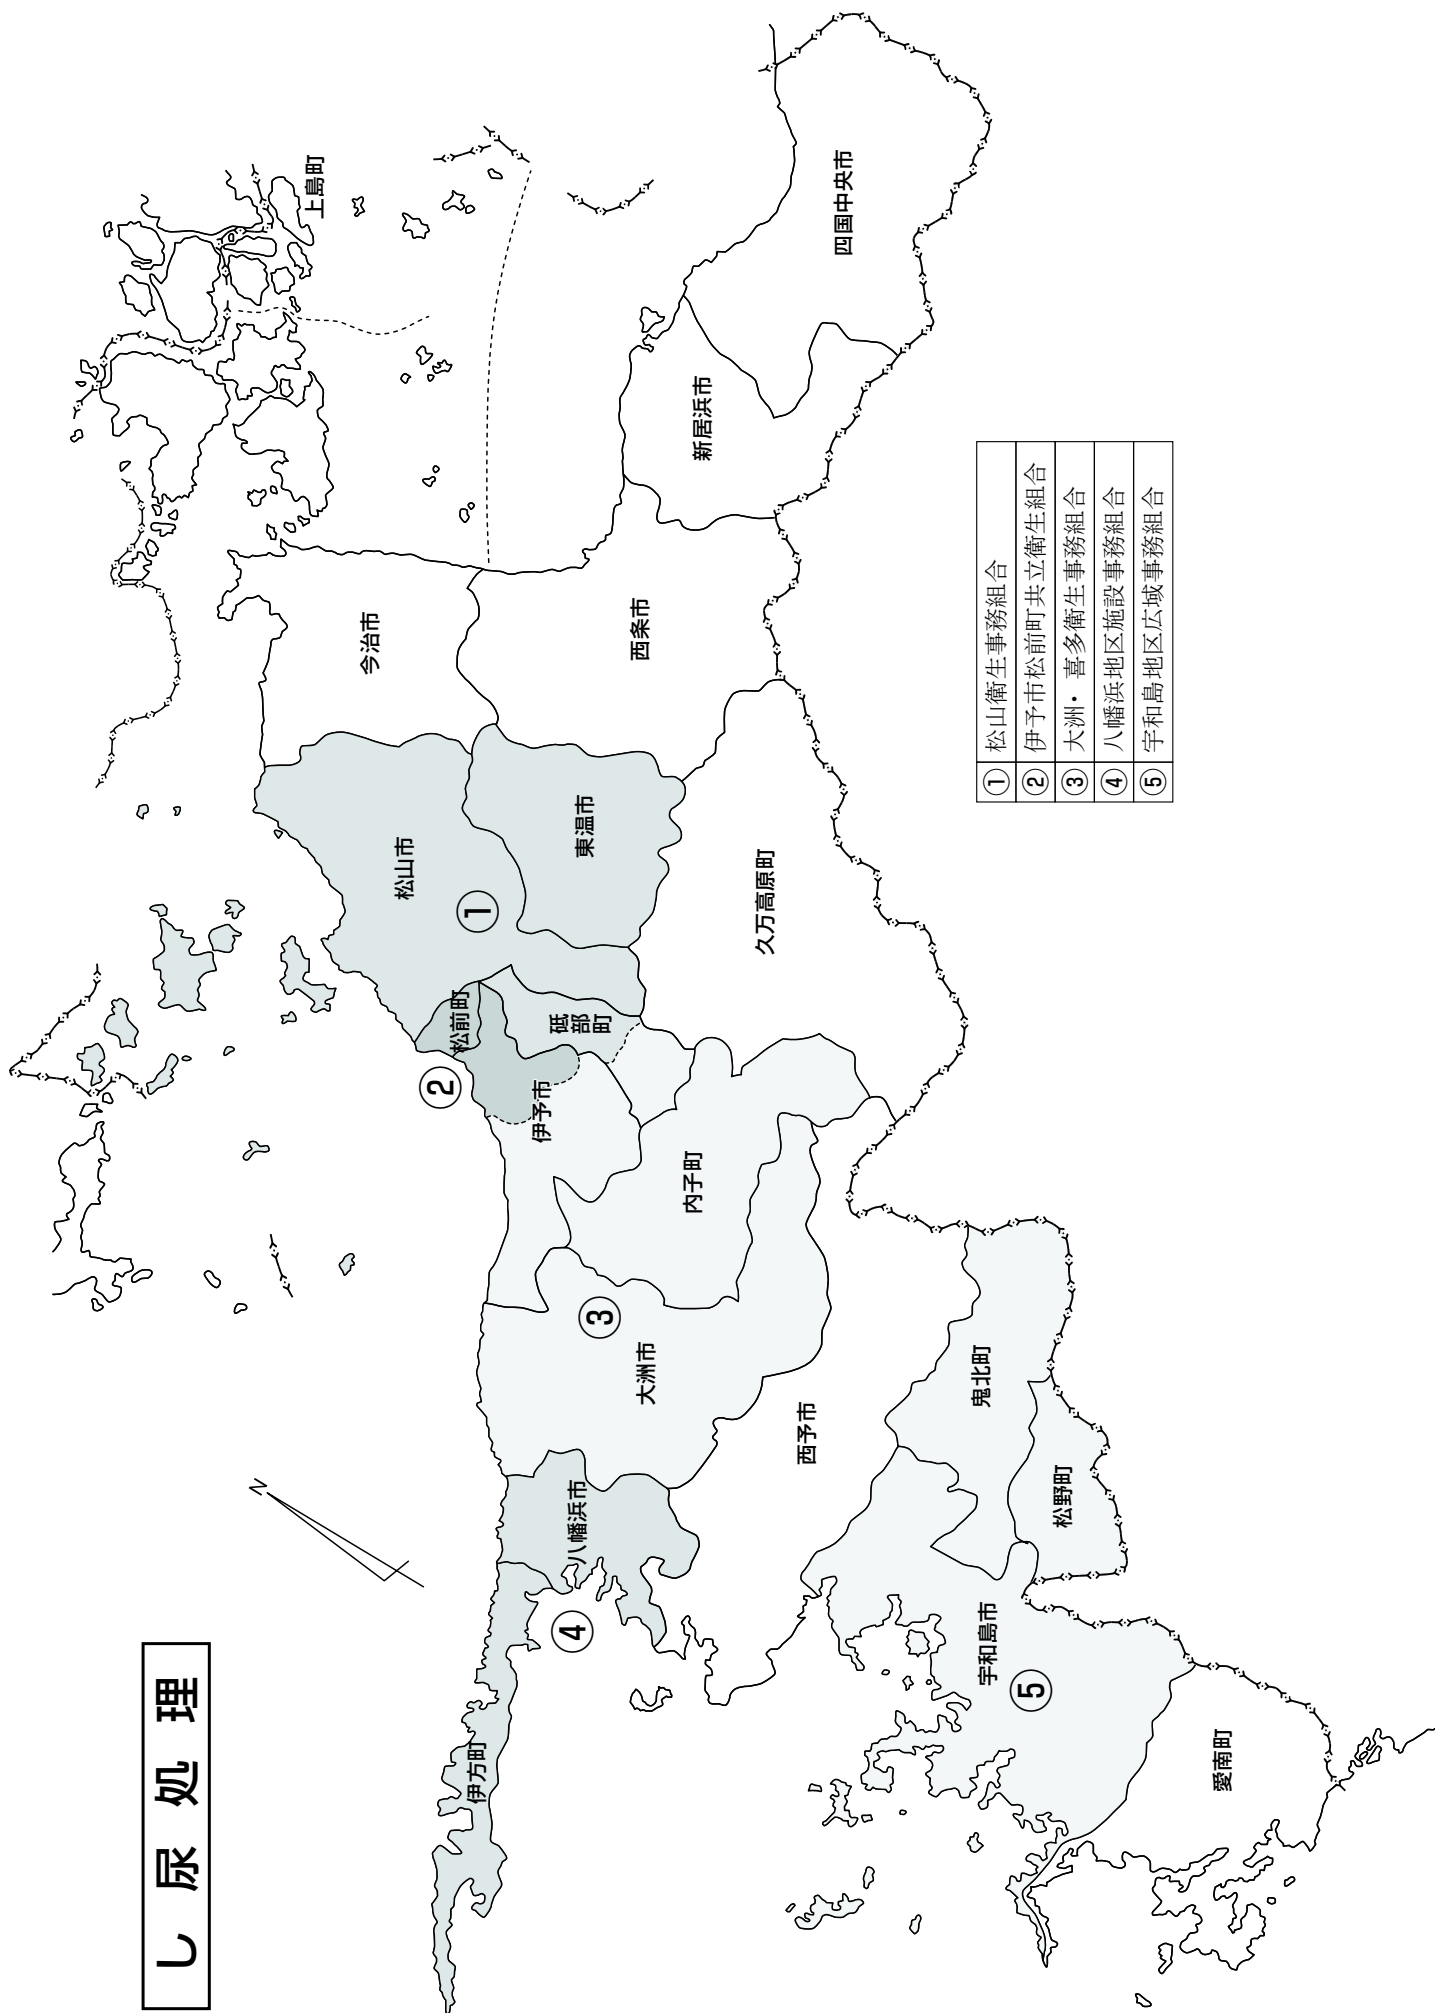 し尿処理
N
上島町
四国中央市
新居浜市
今治市
西条市
松山市
東温市
①
久万高原町
松前町
砥部町
②
伊予市
内子町
③
大洲市
西予市
鬼北町
松野町
八幡浜市
④
伊方町
宇和島市
⑤
愛南町
① 松山衛生事務組合
② 伊予市松前町共立衛生組合
③ 大洲・喜多衛生事務組合
④ 八幡浜地区施設事務組合
⑤ 宇和島地区広域事務組合